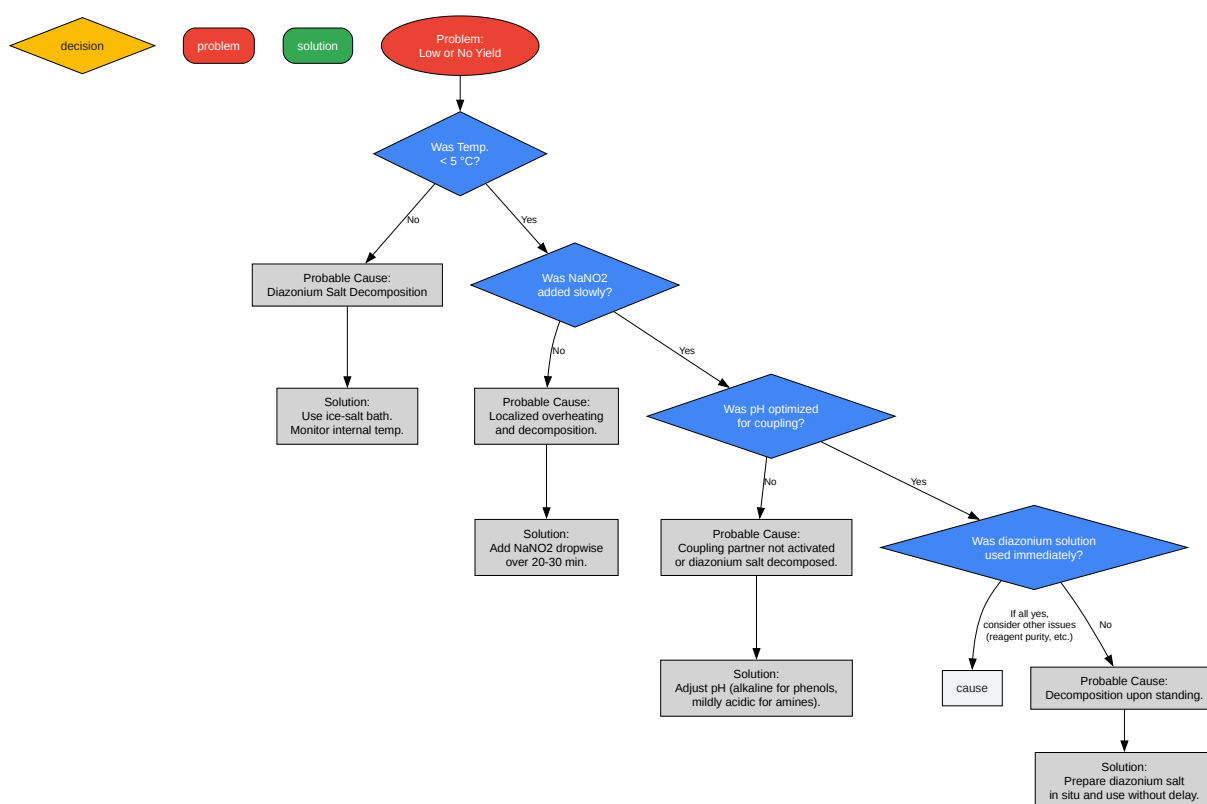 decision
problem
solution
Problem:
Low or No Yield
Was Temp.
< 5 °C?
No
Yes
Probable Cause:
Diazonium Salt Decomposition
Was NaNO2
added slowly?
No
Yes
Solution:
Use ice-salt bath.
Monitor internal temp.
Probable Cause:
Localized overheating
and decomposition.
Was pH optimized
for coupling?
No
Yes
Solution:
Add NaNO2 dropwise
over 20-30 min.
Probable Cause:
Coupling partner not activated
or diazonium salt decomposed.
Was diazonium solution
used immediately?
If all yes,
consider other issues
(reagent purity, etc.)
No
Solution:
Adjust pH (alkaline for phenols,
mildly acidic for amines).
cause
Probable Cause:
Decomposition upon standing.
Solution:
Prepare diazonium salt
in situ and use without delay.